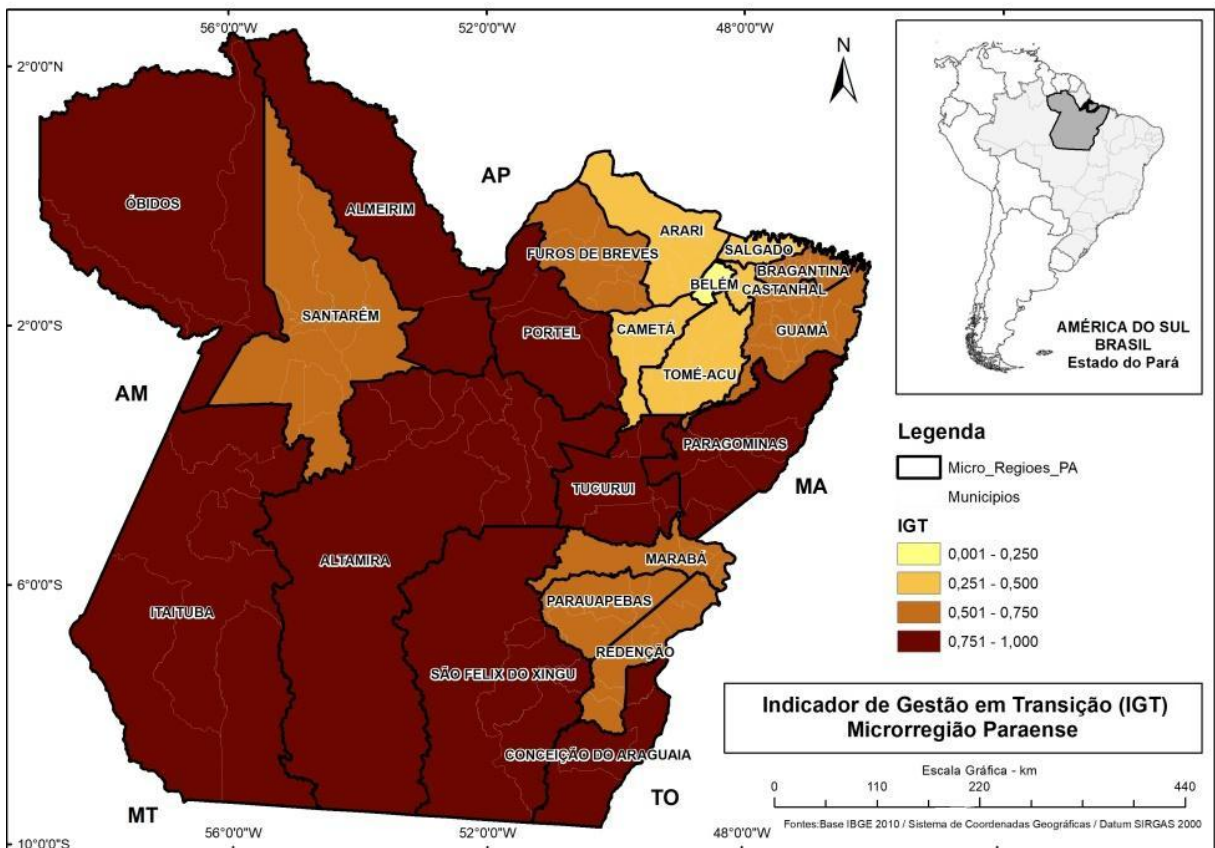 56°0'0"W
52°0'0"W
48°0'0"W
2°00'N
N
AP
ÓBIDOS
ALMEIRIM
ARARI
FUROS DE BREVES
SALGADO
BRAGANTINA
BELÉM
CASTANHAL
SANTARÉM
2°00'S
PORTEL
CAMETÁ
GUAMÁ
TOMÉ-ACU
AM
PARAGOMINAS
MA
TUCURUI
ALTAMIRA
MARABÁ
6°0'0"S
PARAUAPEBAS
ITAITUBA
REDENÇÃO
SÃO FELIX DO XINGU
CONCEIÇÃO DO ARAGUAIA
MT
TO
56°0'0"W
52°0'0"W
48°0'0"W
10°0'0"S
AMÉRICA DO SUL
BRASIL
Estado do Pará
Legenda
Micro_Regioes_PA
Municipios
IGT
0,001 - 0,250
0,251 - 0,500
0,501 - 0,750
0,751 - 1,000
Indicador de Gestão em Transição (IGT)
Microrregião Paraense
Escala Gráfica - km
0 110 220 440
Fontes:Base IBGE 2010 / Sistema de Coordenadas Geográficas / Datum SIRGAS 2000